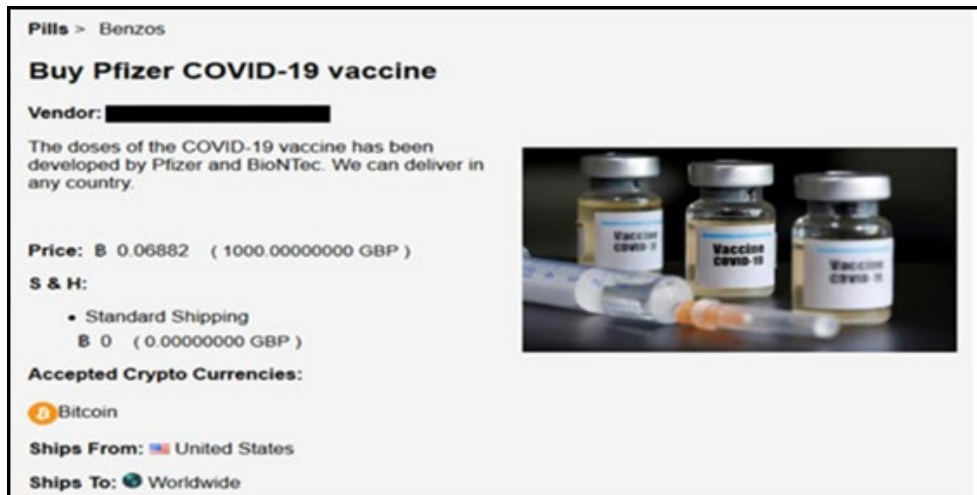 Pills > Benzos
Buy Pfizer COVID-19 vaccine
Vendor:
The doses of the COVID-19 vaccine has been
developed by Pfizer and BioNTec. We can deliver in
any country.
Price: ฿ 0.06882 ( 1000.00000000 GBP )
S & H:
• Standard Shipping
฿ 0 ( 0.00000000 GBP )
Accepted Crypto Currencies:
Bitcoin
Ships From: United States
Ships To: Worldwide
Vaccine
COVID-19
Vaccine
COVID-19
Vaccine
COVID-19